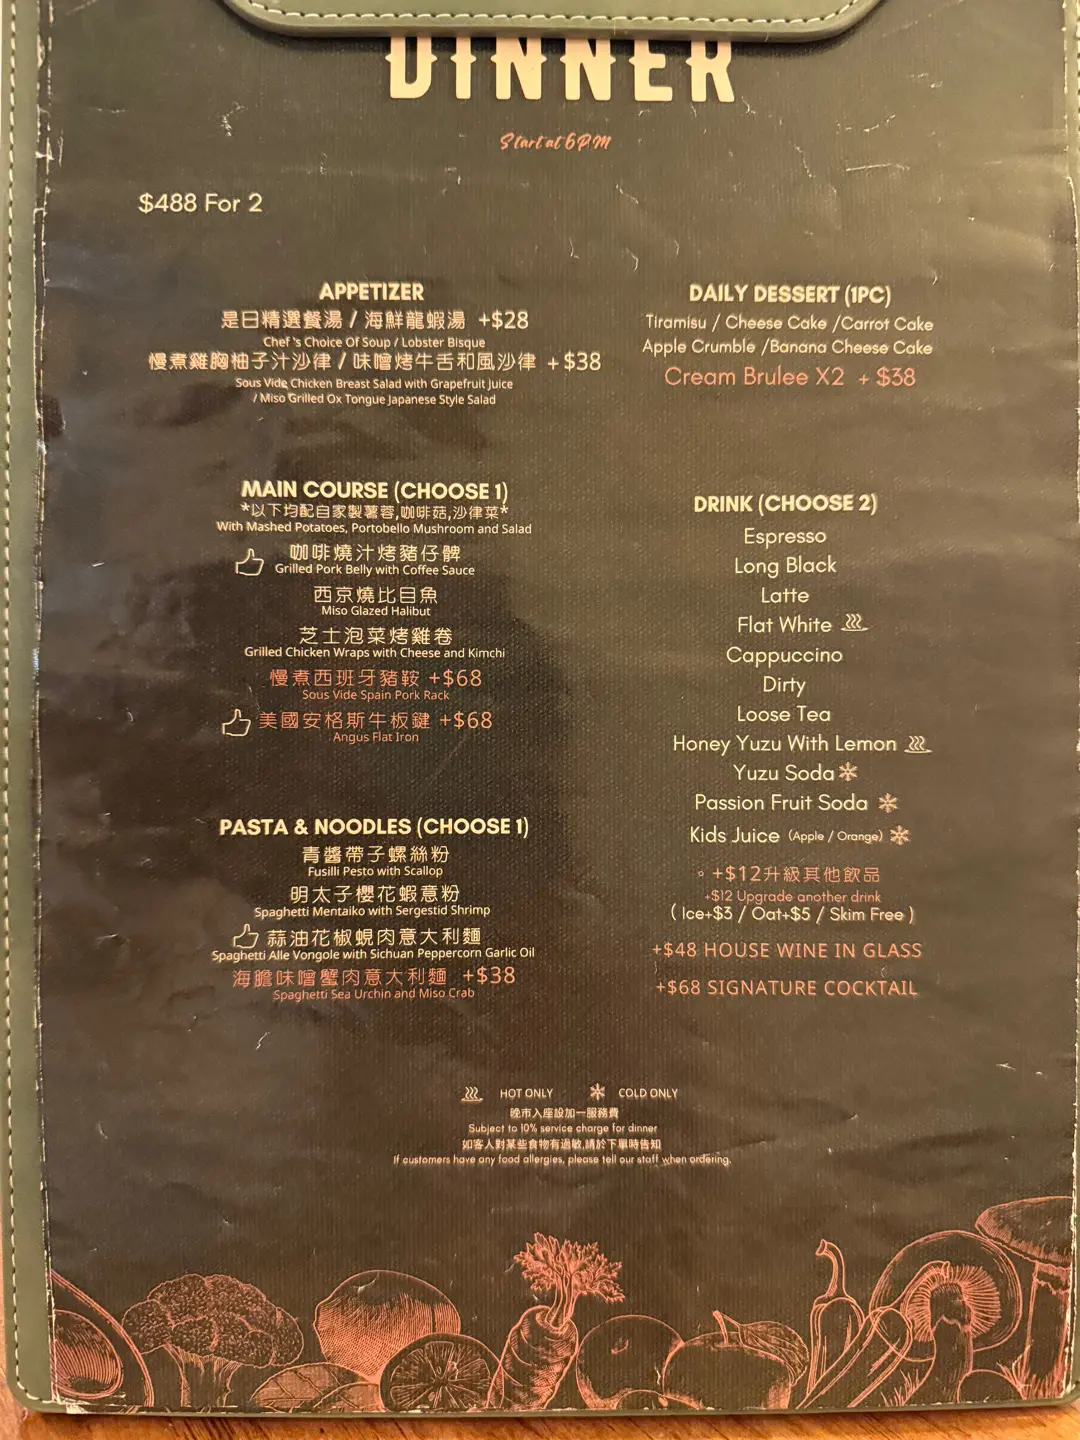 DINNER
Start at 6PM
$488 For 2
APPETIZER
是日精選餐湯 / 海鮮龍蝦湯 +$28
Chef's Choice Of Soup / Lobster Bisque
慢煮雞胸柚子汁沙律 / 味噌烤牛舌和風沙律 +$38
Sous Vide Chicken Breast Salad with Grapefruit Juice
/ Miso Grilled Ox Tongue Japanese Style Salad
MAIN COURSE (CHOOSE 1)
*以下均配自家製薯蓉,咖啡菇,沙律菜*
With Mashed Potatoes, Portobello Mushroom and Salad
咖啡燒汁烤豬仔髀
Grilled Pork Belly with Coffee Sauce
西京燒比目魚
Miso Glazed Halibut
芝士泡菜烤雞卷
Grilled Chicken Wraps with Cheese and Kimchi
慢煮西班牙豬鞍 +$68
Sous Vide Spain Pork Rack
美國安格斯牛板鍵 +$68
Angus Flat Iron
PASTA & NOODLES (CHOOSE 1)
青醬帶子螺絲粉
Fusilli Pesto with Scallop
明太子櫻花蝦意粉
Spaghetti Mentaiko with Sergestid Shrimp
蒜油花椒蜆肉意大利麵
Spaghetti Alle Vongole with Sichuan Peppercorn Garlic Oil
海膽味噌蟹肉意大利麵 +$38
Spaghetti Sea Urchin and Miso Crab
DAILY DESSERT (1PC)
Tiramisu / Cheese Cake /Carrot Cake
Apple Crumble /Banana Cheese Cake
Cream Brulee X2 + $38
DRINK (CHOOSE 2)
Espresso
Long Black
Latte
Flat White
Cappuccino
Dirty
Loose Tea
Honey Yuzu With Lemon
Yuzu Soda
Passion Fruit Soda
Kids Juice (Apple / Orange)
。+$12升級其他飲品
+$12 Upgrade another drink
( Ice+$3 / Oat+$5 / Skim Free )
+$48 HOUSE WINE IN GLASS
+$68 SIGNATURE COCKTAIL
HOT ONLY COLD ONLY
晚市入座設加一服務費
Subject to 10% service charge for dinner
如客人對某些食物有過敏,請於下單時告知
If customers have any food allergies, please tell our staff when ordering.